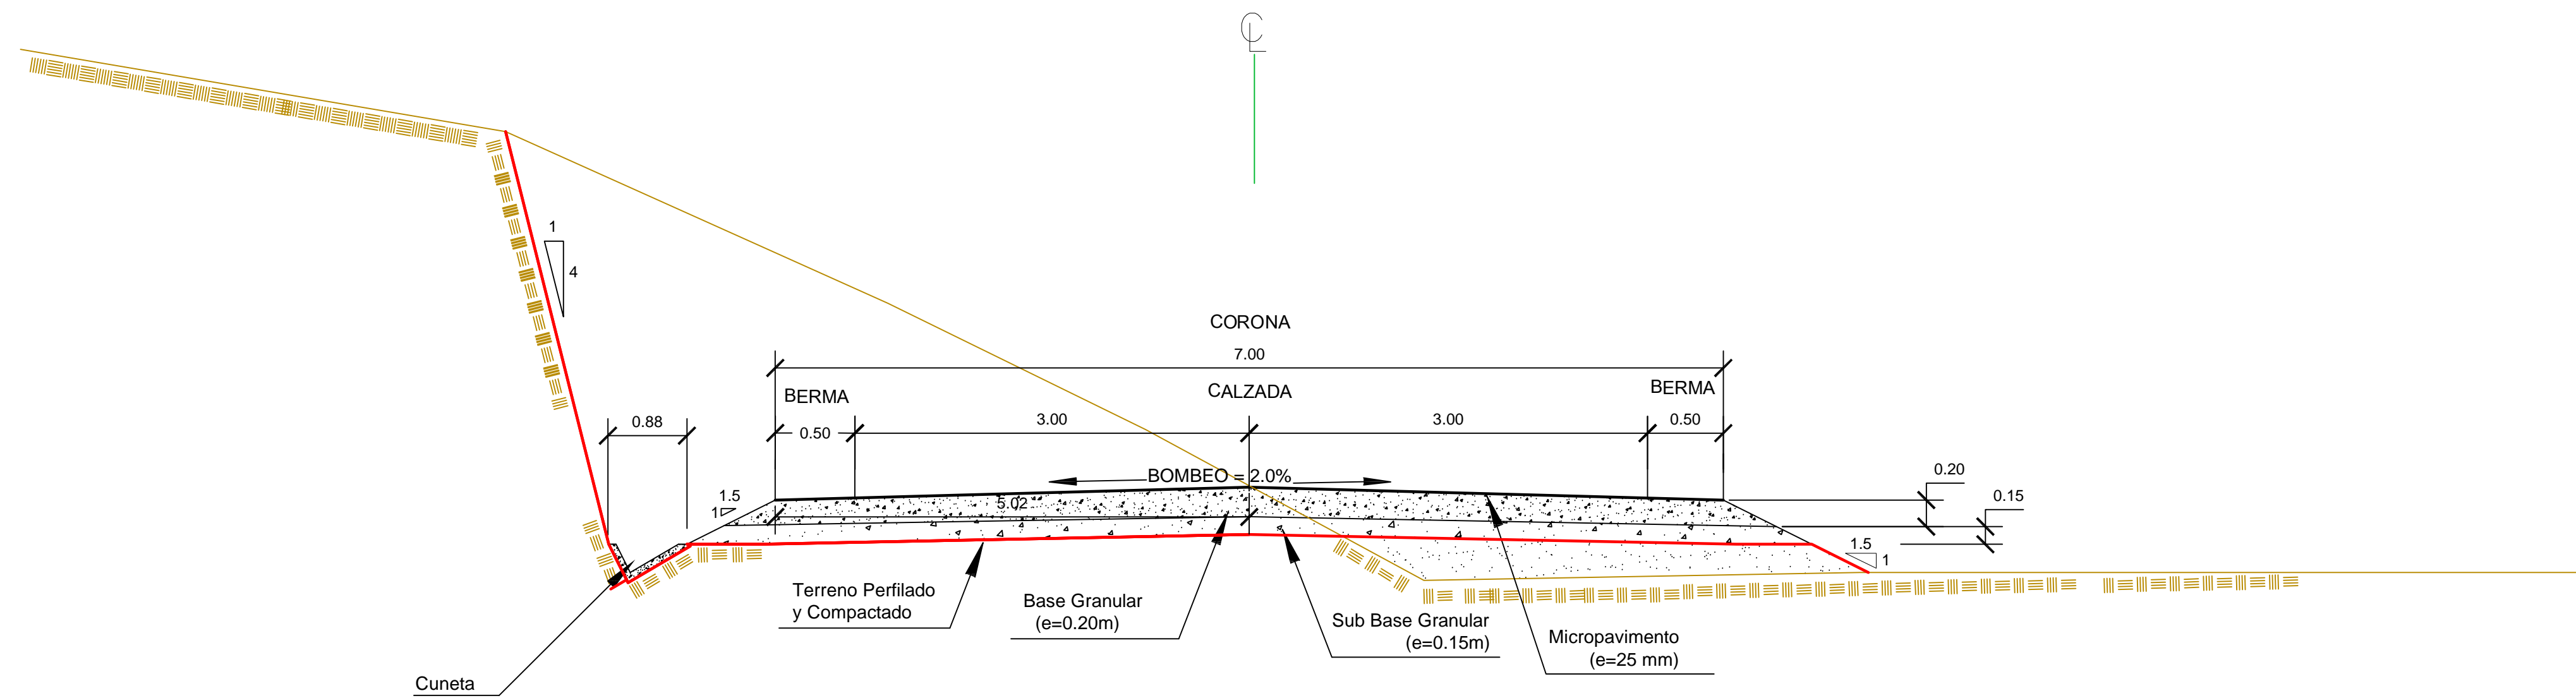 CL
1
4
CORONA
7.00
BERMA
CALZADA
BERMA
0.88
0.50
3.00
3.00
0.50
BOMBEO = 2.0%
0.20
0.15
1.5
1
5.02
1.5
1
Terreno Perfilado
y Compactado
Base Granular
(e=0.20m)
Sub Base Granular
(e=0.15m)
Micropavimento
(e=25 mm)
Cuneta